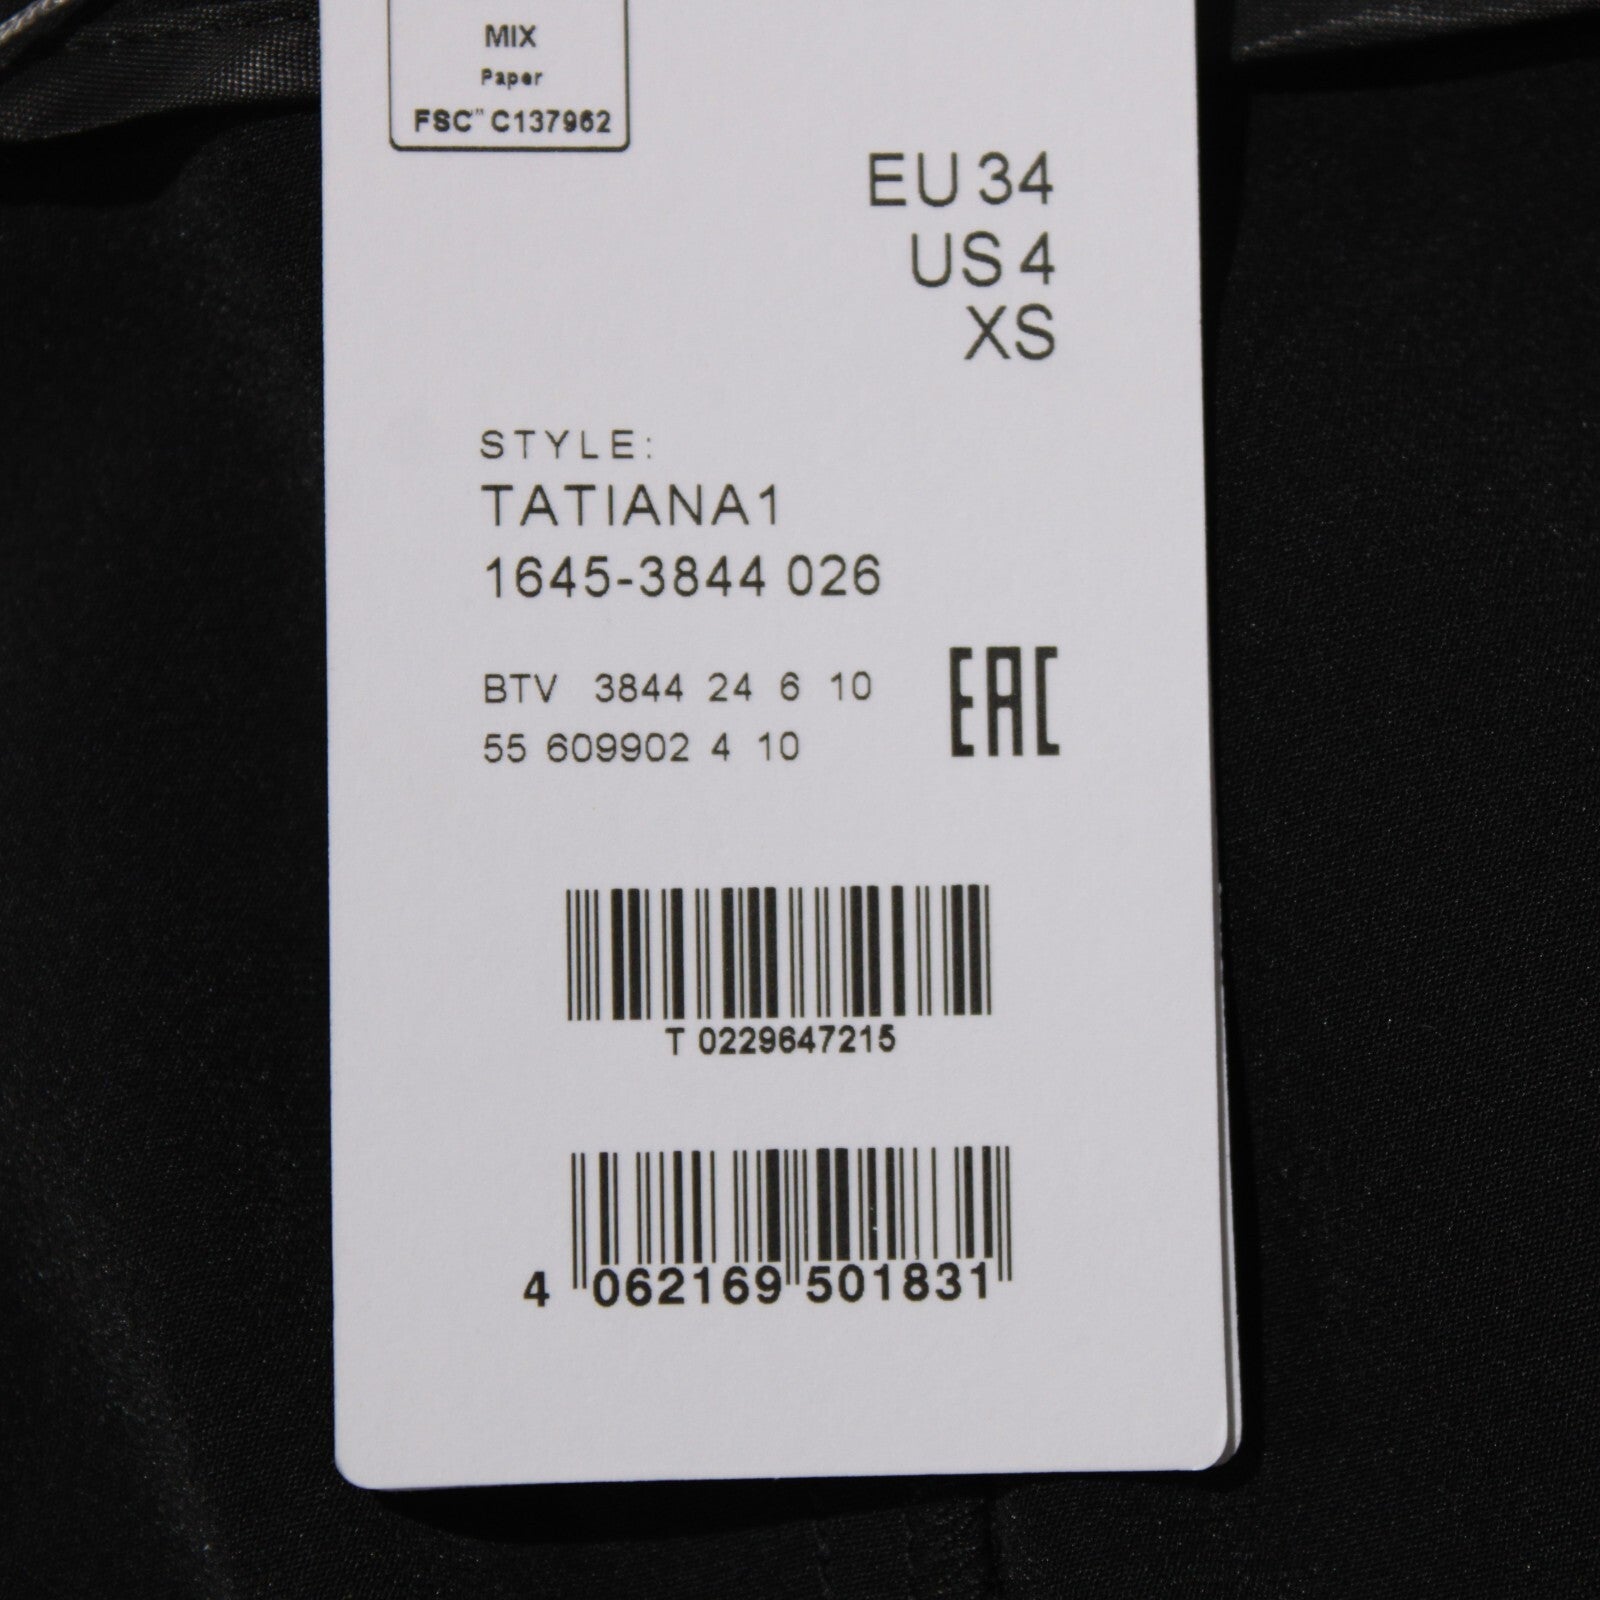 MIX
Paper
FSC™ C137962
EU 34
US 4
XS
STYLE:
TATIANA1
1645-3844 026
BTV 3844 24 6 10
55 609902 4 10
EAC
T 0229647215
4 062169 501831